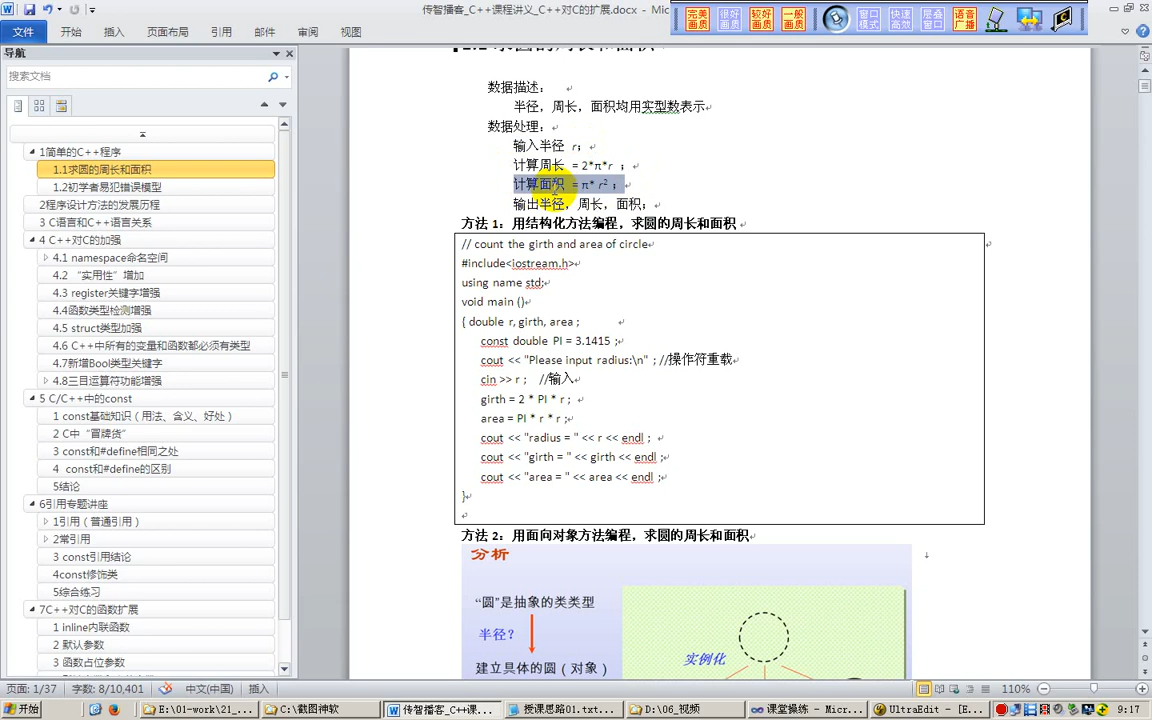 传智播客_C++课程讲义_C++对C的扩展.docx - Mic
完美画质
很好画质
较好画质
一般画质
窗口模式
快速高效
层叠窗口
语音广播
文件
开始
插入
页面布局
引用
邮件
审阅
视图
导航
搜索文档
1简单的C++程序
1.1求圆的周长和面积
1.2初学者易犯错误模型
2程序设计方法的发展历程
3 C语言和C++语言关系
4 C++对C的加强
4.1 namespace命名空间
4.2 “实用性”增加
4.3 register关键字增强
4.4函数类型检测增强
4.5 struct类型加强
4.6 C++中所有的变量和函数都必须有类型
4.7新增Bool类型关键字
4.8三目运算符功能增强
5 C/C++中的const
1 const基础知识（用法、含义、好处）
2 C中“冒牌货”
3 const和#define相同之处
4  const和#define的区别
5结论
6引用专题讲座
1引用（普通引用）
2常引用
3 const引用结论
4const修饰类
5综合练习
7C++对C的函数扩展
1 inline内联函数
2 默认参数
3 函数占位参数
1.1 求圆的周长和面积
数据描述：
半径，周长，面积均用实型数表示
数据处理：
输入半径 r；
计算周长 = 2*π*r ；
计算面积 = π* r2 ；
输出半径，周长，面积；
方法 1：用结构化方法编程，求圆的周长和面积
// count the girth and area of circle
#include<iostream.h>
using name std;
void main ()
{ double r, girth, area ;
const double PI = 3.1415 ;
cout << "Please input radius:\n" ; //操作符重载
cin >> r ;   //输入
girth = 2 * PI * r ;
area = PI * r * r ;
cout << "radius = " << r << endl ;
cout << "girth = " << girth << endl ;
cout << "area = " << area << endl ;
}
方法 2：用面向对象方法编程，求圆的周长和面积
分析
“圆”是抽象的类类型
半径？
建立具体的圆（对象）
实例化
页面: 1/37
字数: 8/10,401
中文(中国)
插入
110%
开始
E:\01-work\21_...
C:\截图神软
传智播客_C++课...
授课思路01.txt...
D:\06_视频
课堂操练 - Micr...
UltraEdit - [E...
9:17